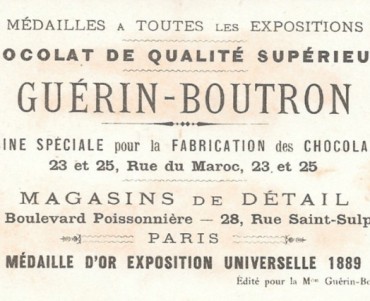 MÉDAILLES A TOUTES LES EXPOSITIONS
OCOLAT DE QUALITÉ SUPÉRIEU
GUÉRIN-BOUTRON
INE SPÉCIALE pour la FABRICATION des CHOCOLA
23 et 25, Rue du Maroc, 23 et 25
MAGASINS DE DÉTAIL
Boulevard Poissonnière — 28, Rue Saint-Sulp
PARIS
MÉDAILLE D'OR EXPOSITION UNIVERSELLE 1889
Édité pour la Mon Guérin-Bo